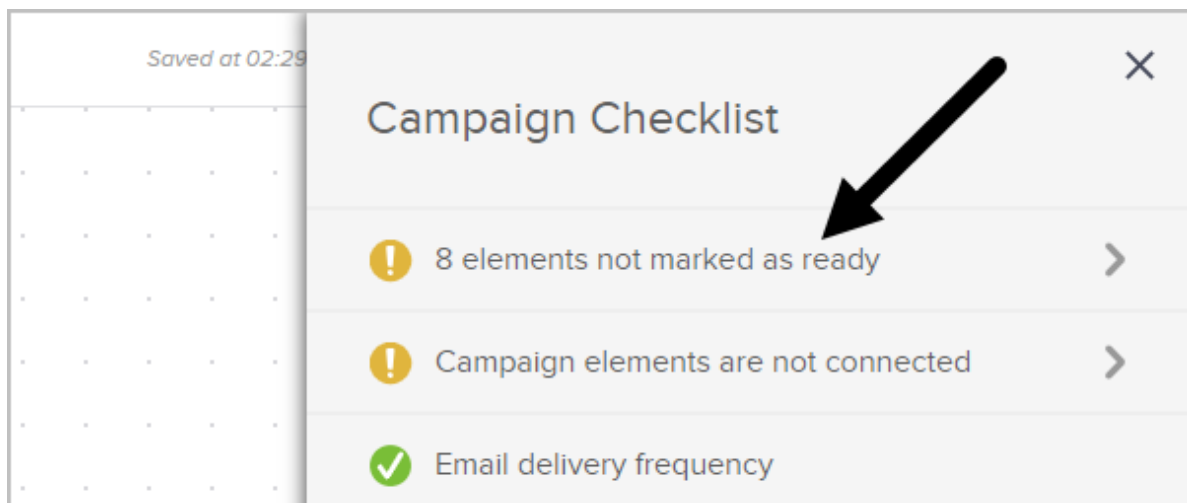 Saved at 02:29
Campaign Checklist
8 elements not marked as ready
Campaign elements are not connected
Email delivery frequency